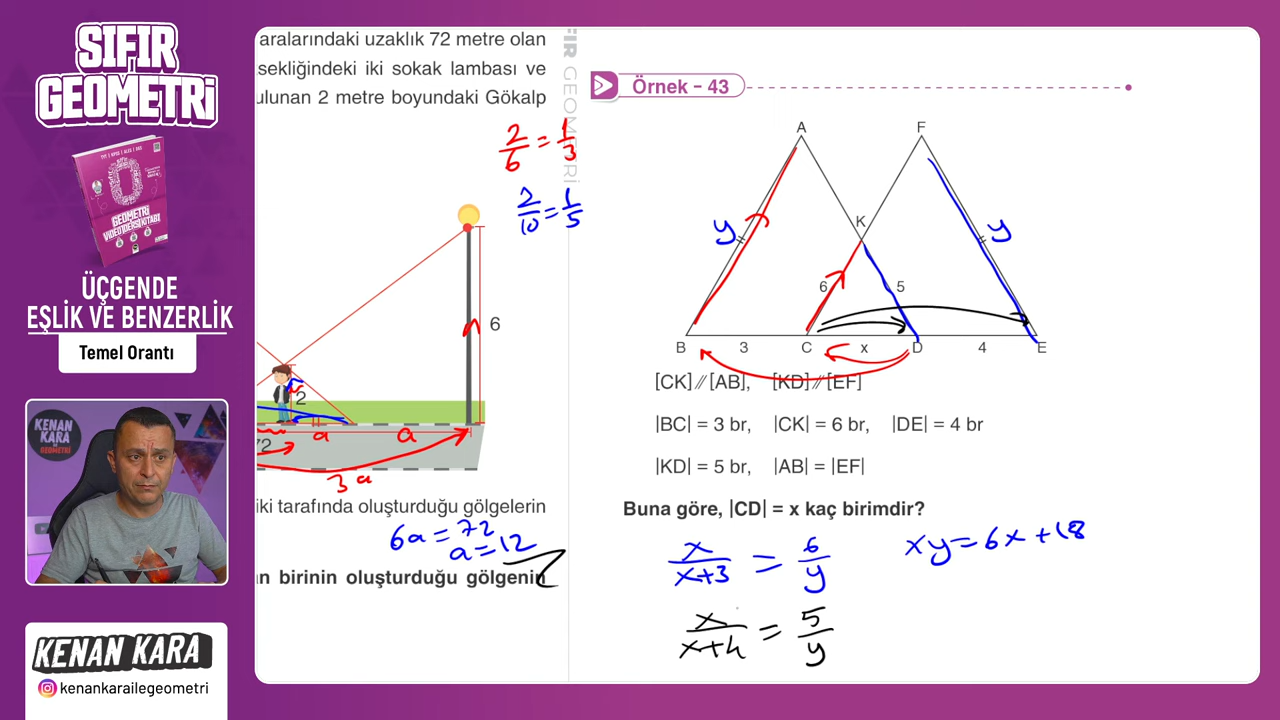 SIFIR
GEOMETRİ
GEOMETRİ
VİDEO DERS KİTABI
ÜÇGENDE
EŞLİK VE BENZERLİK
Temel Orantı
KENAN
KARA
KENAN KARA
kenankarailegeometri
aralarındaki uzaklık 72 metre olan
sekliğindeki iki sokak lambası ve
ulunan 2 metre boyundaki Gökalp
2/6 = 1/3
2/10 = 1/5
6
2
72
a
a
3a
iki tarafında oluşturduğu gölgelerin
6a = 72
a = 12
n birinin oluşturduğu gölgenin
IR GEOMETRİ
Örnek - 43
A F
K
y y
6 5
B 3 C x D 4 E
[CK] // [AB], [KD] // [EF]
|BC| = 3 br, |CK| = 6 br, |DE| = 4 br
|KD| = 5 br, |AB| = |EF|
Buna göre, |CD| = x kaç birimdir?
x/(x+3) = 6/y xy = 6x + 18
x/(x+4) = 5/y